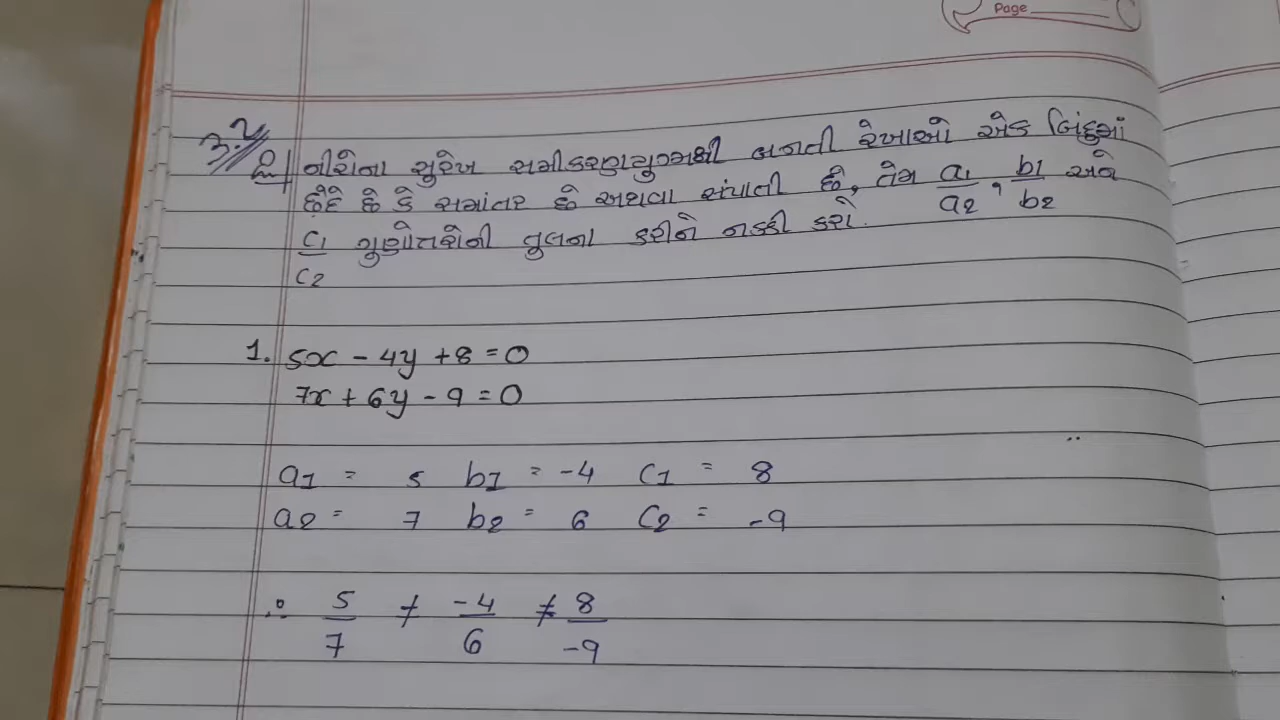 Page
3.2
નીચેના સુરેખ સમીકરણયુગ્મથી બનતી રેખાઓ એક બિંદુમાં
છેદે છે કે સમાંતર છે અથવા સંપાતી છે, તેમ a1/a2, b1/b2 અને
c1/c2 ગુણોત્તરોની તુલના કરીને નક્કી કરો.
1. 5x - 4y + 8 = 0
7x + 6y - 9 = 0
a1 = 5 b1 = -4 c1 = 8
a2 = 7 b2 = 6 c2 = -9
∴ 5/7 ≠ -4/6 ≠ 8/-9